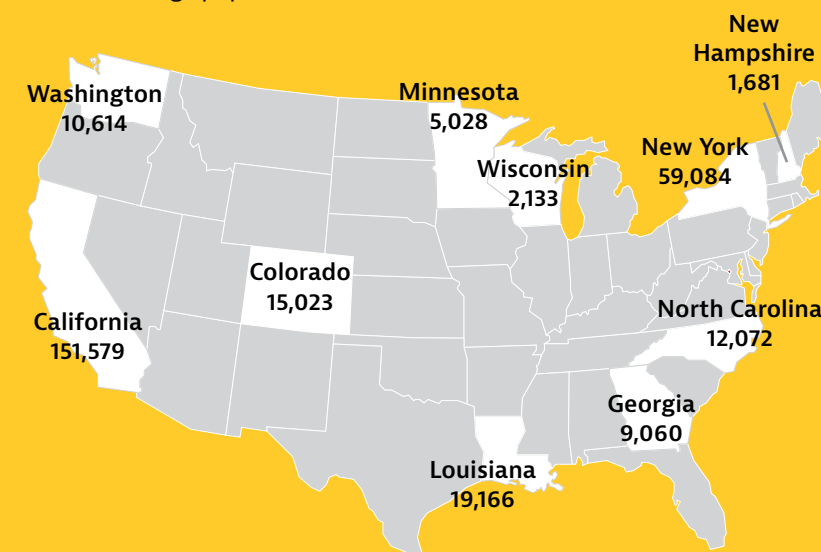 New
Hampshire
1,681
Washington
10,614
Minnesota
5,028
New York
59,084
Wisconsin
2,133
Colorado
15,023
California
151,579
North Carolina
12,072
Georgia
9,060
Louisiana
19,166